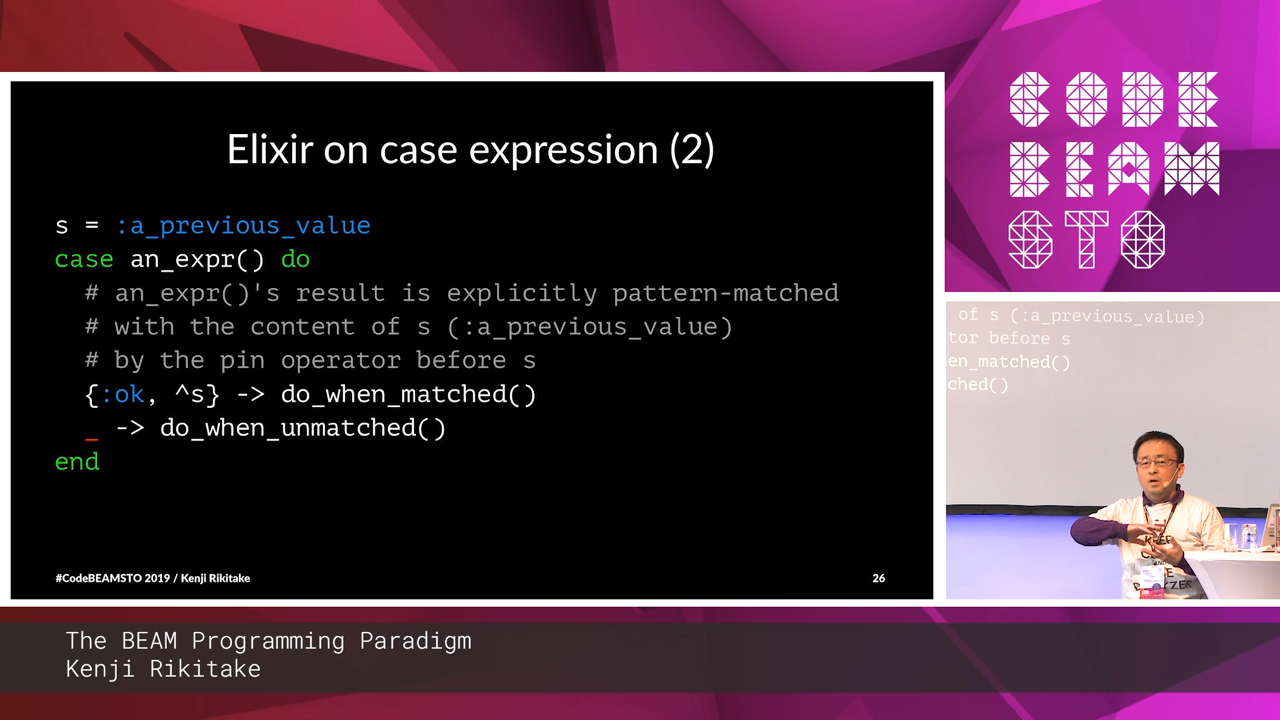 Elixir on case expression (2)
s = :a_previous_value
case an_expr() do
  # an_expr()'s result is explicitly pattern-matched
  # with the content of s (:a_previous_value)
  # by the pin operator before s
  {:ok, ^s} -> do_when_matched()
  _ -> do_when_unmatched()
end
#CodeBEAMSTO 2019 / Kenji Rikitake
26
CODE
BEAM
STO
of s (:a_previous_value)
tor before s
en_matched()
ched()
KEEP
The BEAM Programming Paradigm
Kenji Rikitake